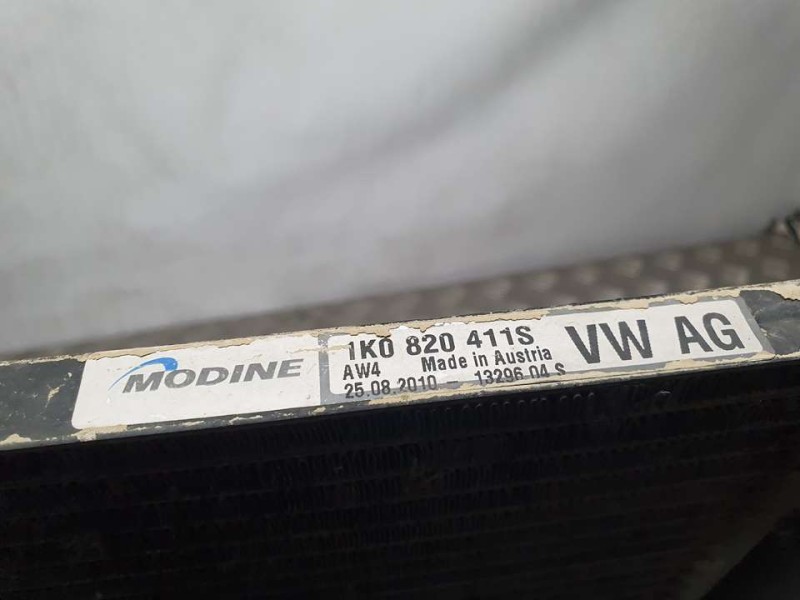 MODINE
1K0 820 411S
AW4 Made in Austria
25.08.2010 - 13296.04 S
VW AG